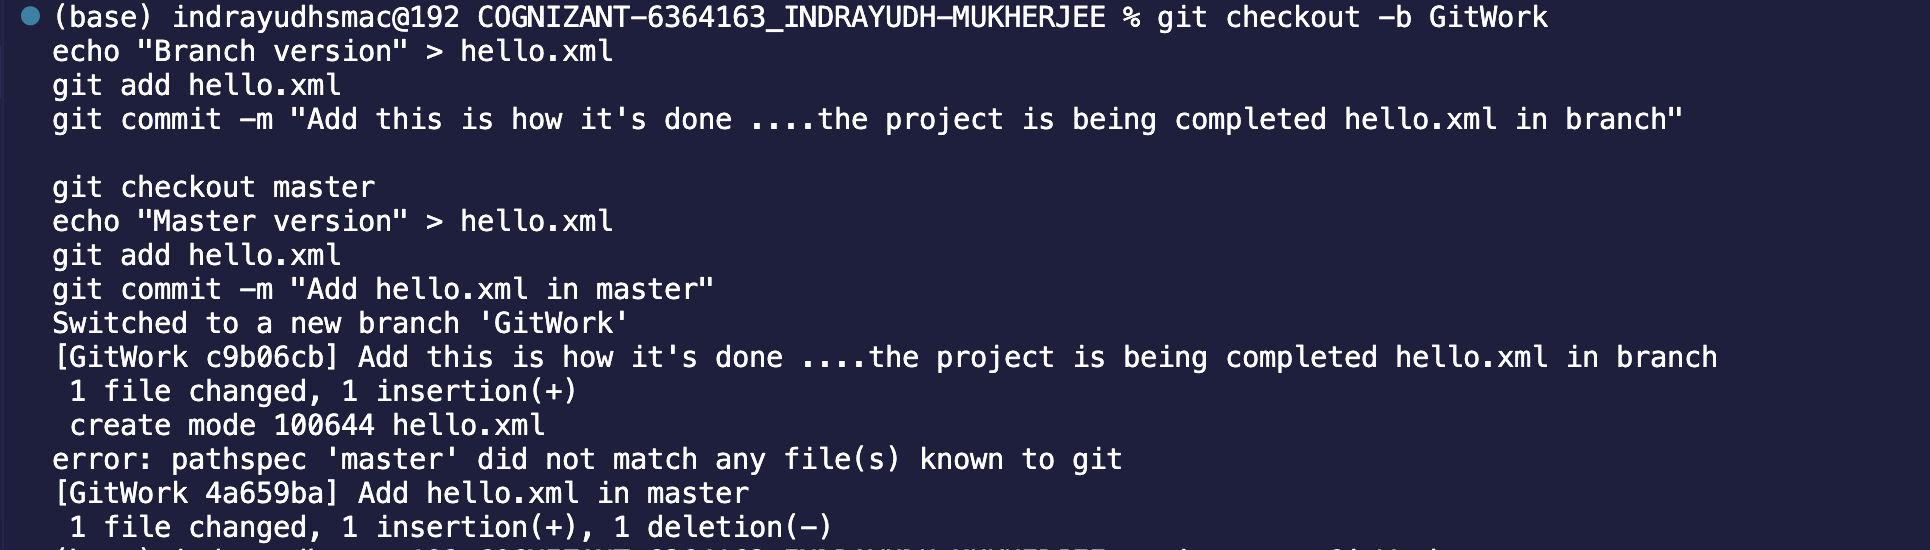 (base) indrayudhsmac@192 COGNIZANT-6364163_INDRAYUDH-MUKHERJEE % git checkout -b GitWork
echo "Branch version" > hello.xml
git add hello.xml
git commit -m "Add this is how it's done ....the project is being completed hello.xml in branch"
git checkout master
echo "Master version" > hello.xml
git add hello.xml
git commit -m "Add hello.xml in master"
Switched to a new branch 'GitWork'
[GitWork c9b06cb] Add this is how it's done ....the project is being completed hello.xml in branch
1 file changed, 1 insertion(+)
create mode 100644 hello.xml
error: pathspec 'master' did not match any file(s) known to git
[GitWork 4a659ba] Add hello.xml in master
1 file changed, 1 insertion(+), 1 deletion(-)